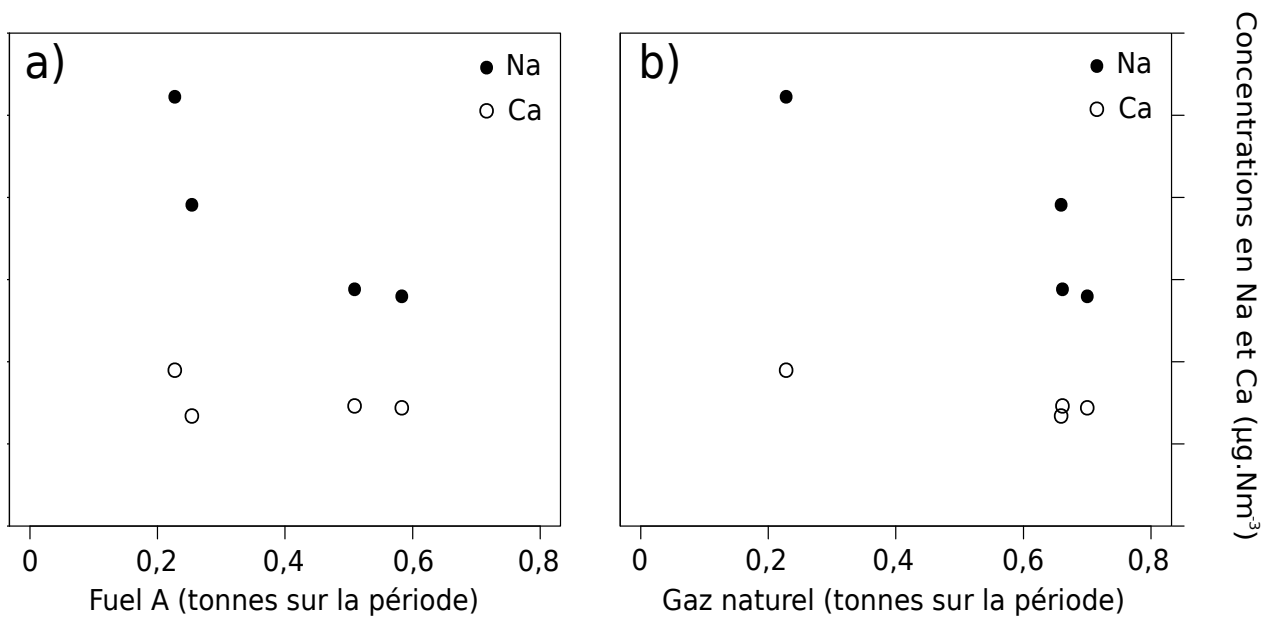 a)
Na
Ca
0 0,2 0,4 0,6 0,8
Fuel A (tonnes sur la période)
b)
Na
Ca
0 0,2 0,4 0,6 0,8
Gaz naturel (tonnes sur la période)
Concentrations en Na et Ca (µg.Nm⁻³)